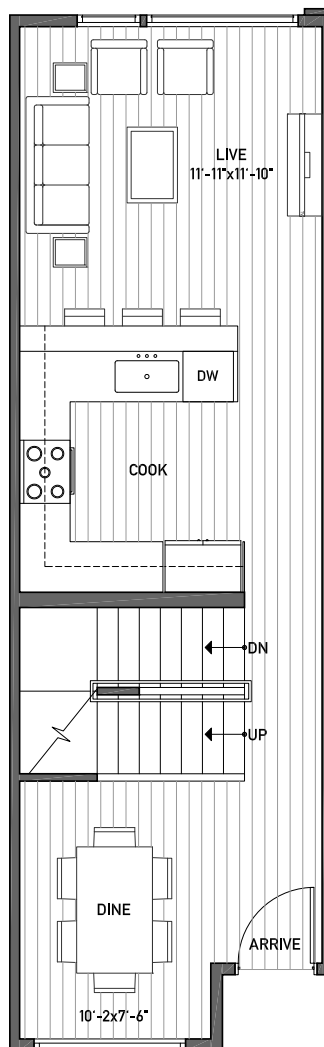 LIVE
11'-11"x11'-10"
DW
COOK
DN
UP
DINE
ARRIVE
10'-2x7'-6"